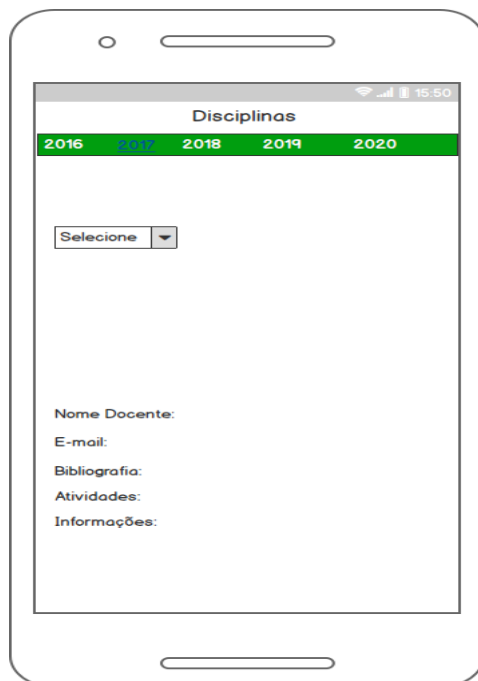 15:50
Disciplinas
2016 2017 2018 2019 2020
Selecione
Nome Docente:
E-mail:
Bibliografia:
Atividades:
Informações: